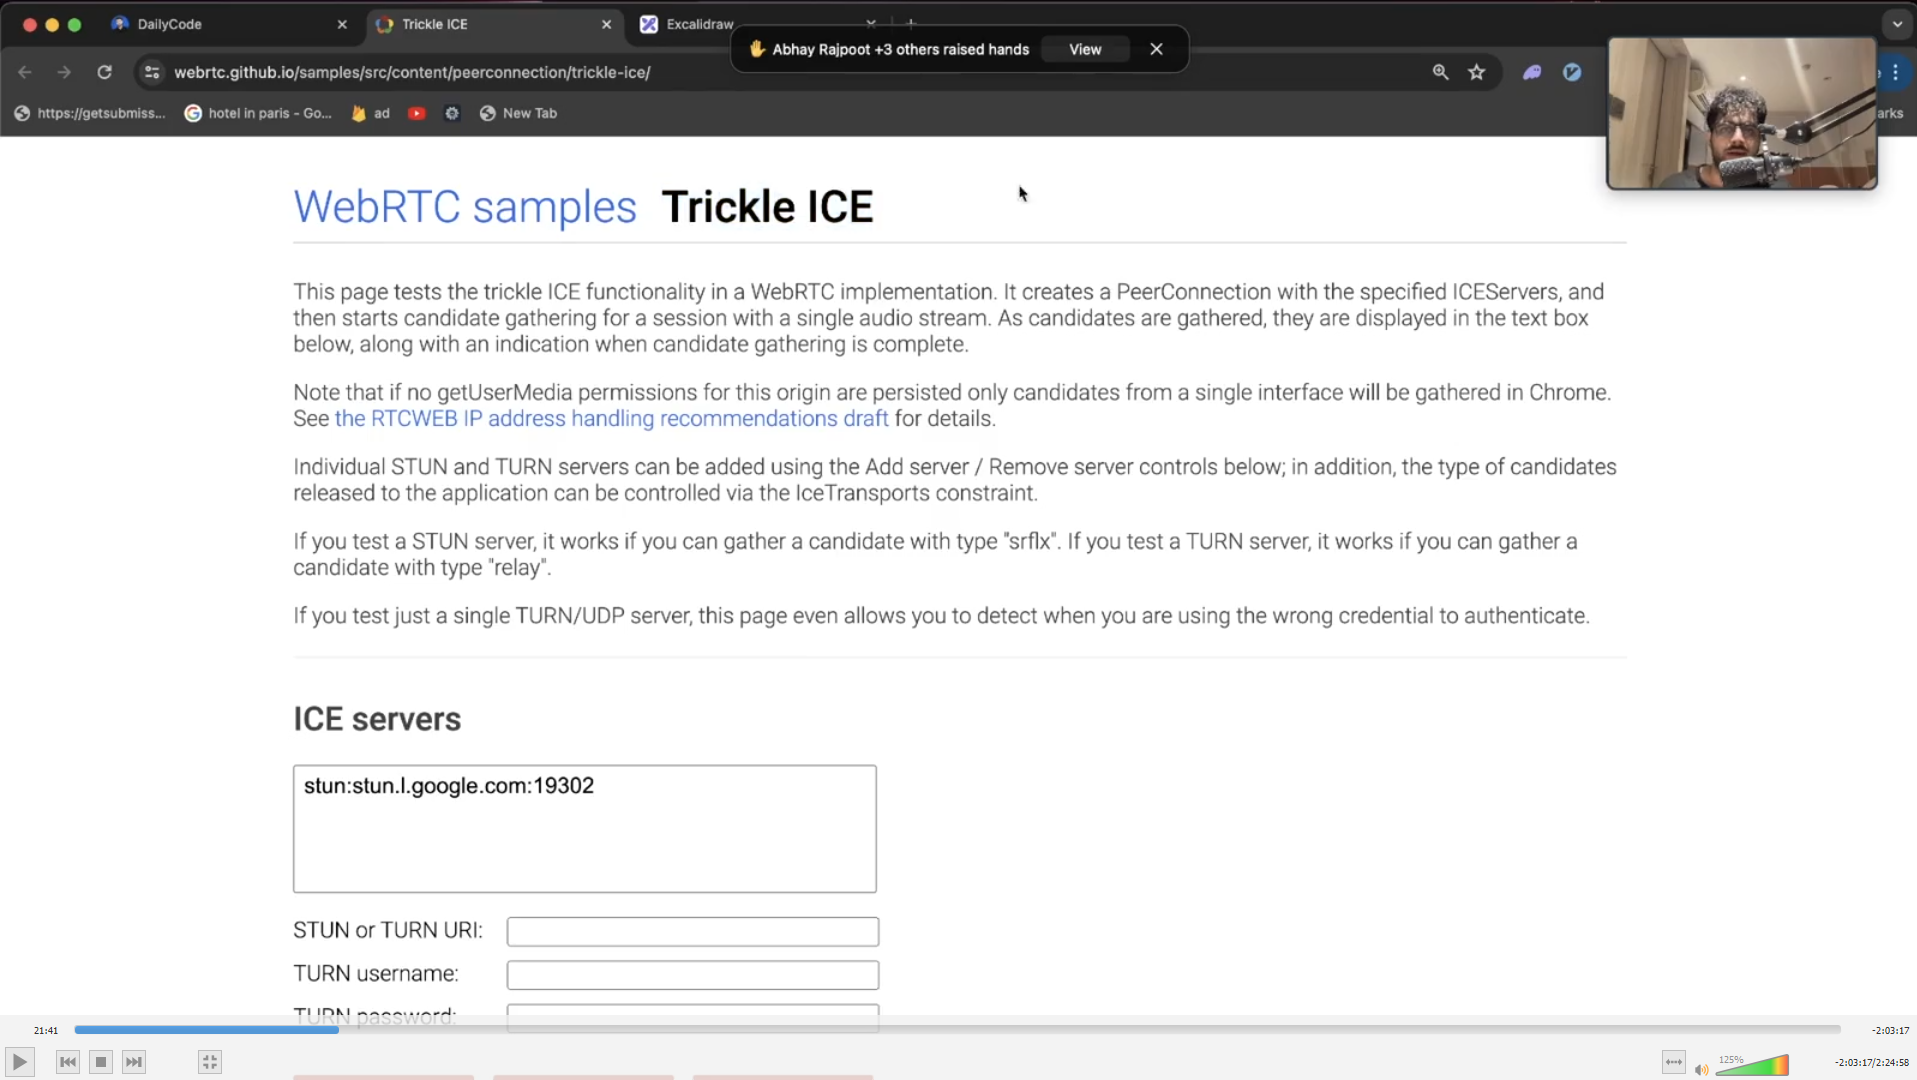 DailyCode
Trickle ICE
Excalidraw
Abhay Rajpoot +3 others raised hands
View
webrtc.github.io/samples/src/content/peerconnection/trickle-ice/
https://getsubmiss...
hotel in paris - Go...
ad
New Tab
arks
WebRTC samples Trickle ICE
This page tests the trickle ICE functionality in a WebRTC implementation. It creates a PeerConnection with the specified ICEServers, and
then starts candidate gathering for a session with a single audio stream. As candidates are gathered, they are displayed in the text box
below, along with an indication when candidate gathering is complete.
Note that if no getUserMedia permissions for this origin are persisted only candidates from a single interface will be gathered in Chrome.
See the RTCWEB IP address handling recommendations draft for details.
Individual STUN and TURN servers can be added using the Add server / Remove server controls below; in addition, the type of candidates
released to the application can be controlled via the IceTransports constraint.
If you test a STUN server, it works if you can gather a candidate with type "srflx". If you test a TURN server, it works if you can gather a
candidate with type "relay".
If you test just a single TURN/UDP server, this page even allows you to detect when you are using the wrong credential to authenticate.
ICE servers
stun:stun.l.google.com:19302
STUN or TURN URI:
TURN username:
TURN password:
21:41
-2:03:17
125%
-2:03:17/2:24:58